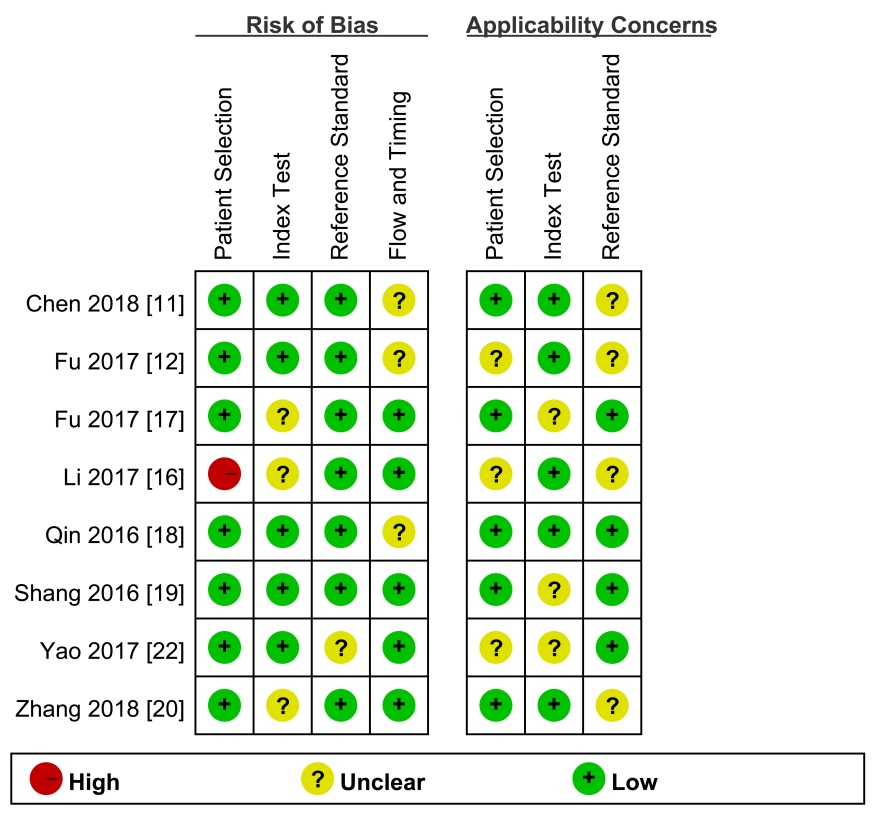 Risk of Bias
Applicability Concerns
Patient Selection
Index Test
Reference Standard
Flow and Timing
Patient Selection
Index Test
Reference Standard
Chen 2018 [11] + + + ? + + ?
Fu 2017 [12] + + + ? ? + ?
Fu 2017 [17] + ? + + + ? +
Li 2017 [16] – ? + + ? + ?
Qin 2016 [18] + + + ? + + +
Shang 2016 [19] + + + + + ? +
Yao 2017 [22] + + ? + ? ? +
Zhang 2018 [20] + ? + + + + ?
– High ? Unclear + Low